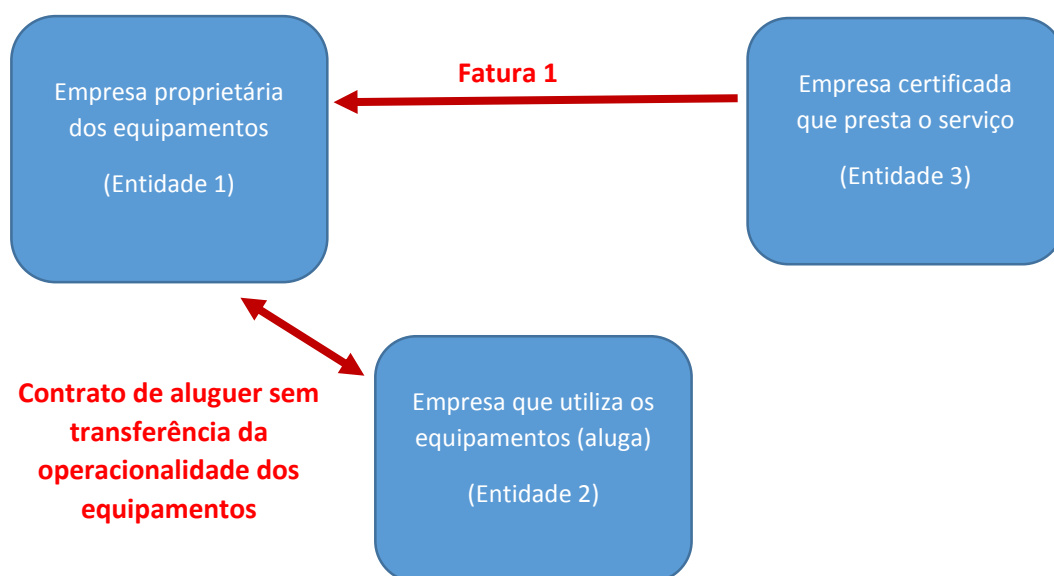 Empresa proprietária
dos equipamentos
(Entidade 1)
Fatura 1
Empresa certificada
que presta o serviço
(Entidade 3)
Contrato de aluguer sem
transferência da
operacionalidade dos
equipamentos
Empresa que utiliza os
equipamentos (aluga)
(Entidade 2)